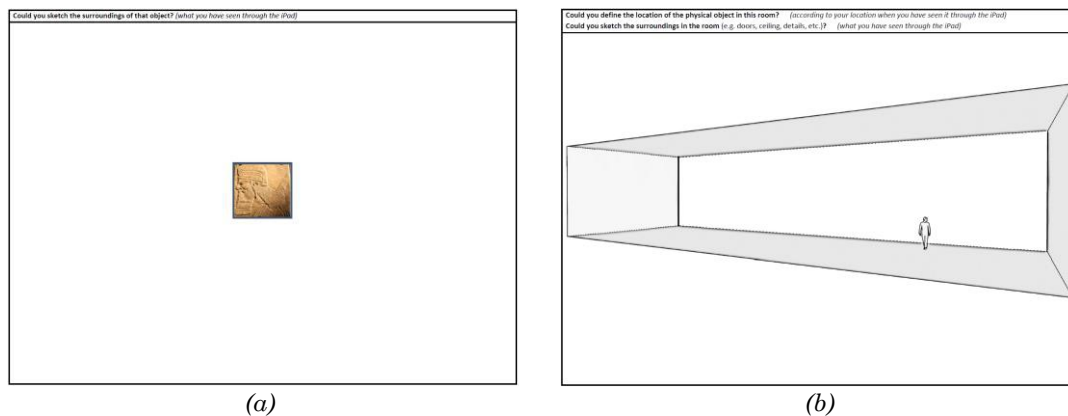 Could you sketch the surroundings of that object? (what you have seen through the iPad)
Could you define the location of the physical object in this room? (according to your location when you have seen it through the iPad)
Could you sketch the surroundings in the room (e.g. doors, ceiling, details, etc.)? (what you have seen through the iPad)
(a)
(b)